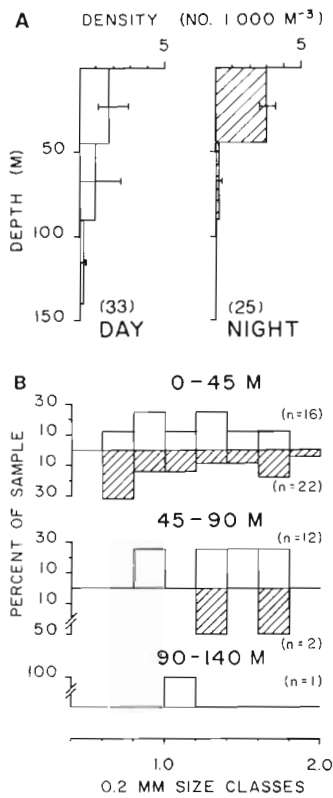 A DENSITY (NO. 1000 M⁻³)
5 5
DEPTH (M)
50
100
150
(33) (25)
DAY NIGHT
B 0-45 M
PERCENT OF SAMPLE
30 (n=16)
10
10
30 (n=22)
45-90 M
30 (n=12)
10
10
50 (n=2)
90-140 M
100 (n=1)
1.0 2.0
0.2 MM SIZE CLASSES